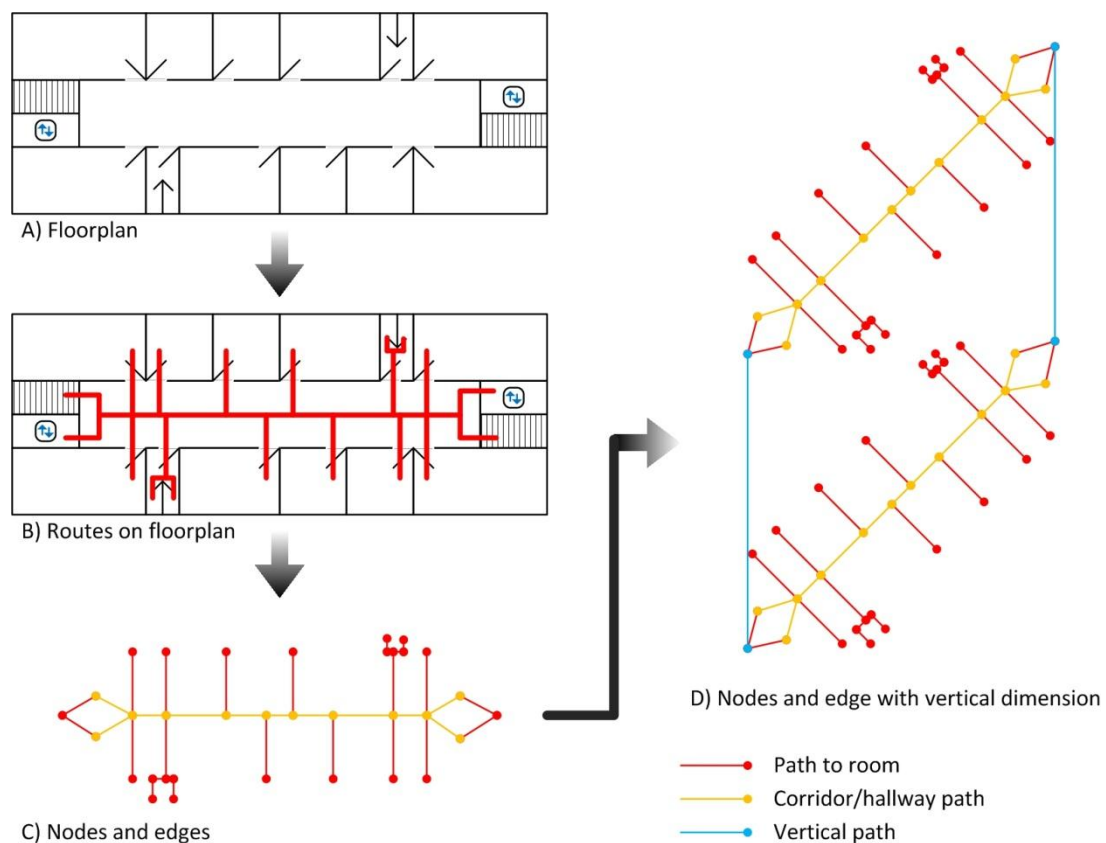 A) Floorplan
B) Routes on floorplan
C) Nodes and edges
D) Nodes and edge with vertical dimension
Path to room
Corridor/hallway path
Vertical path